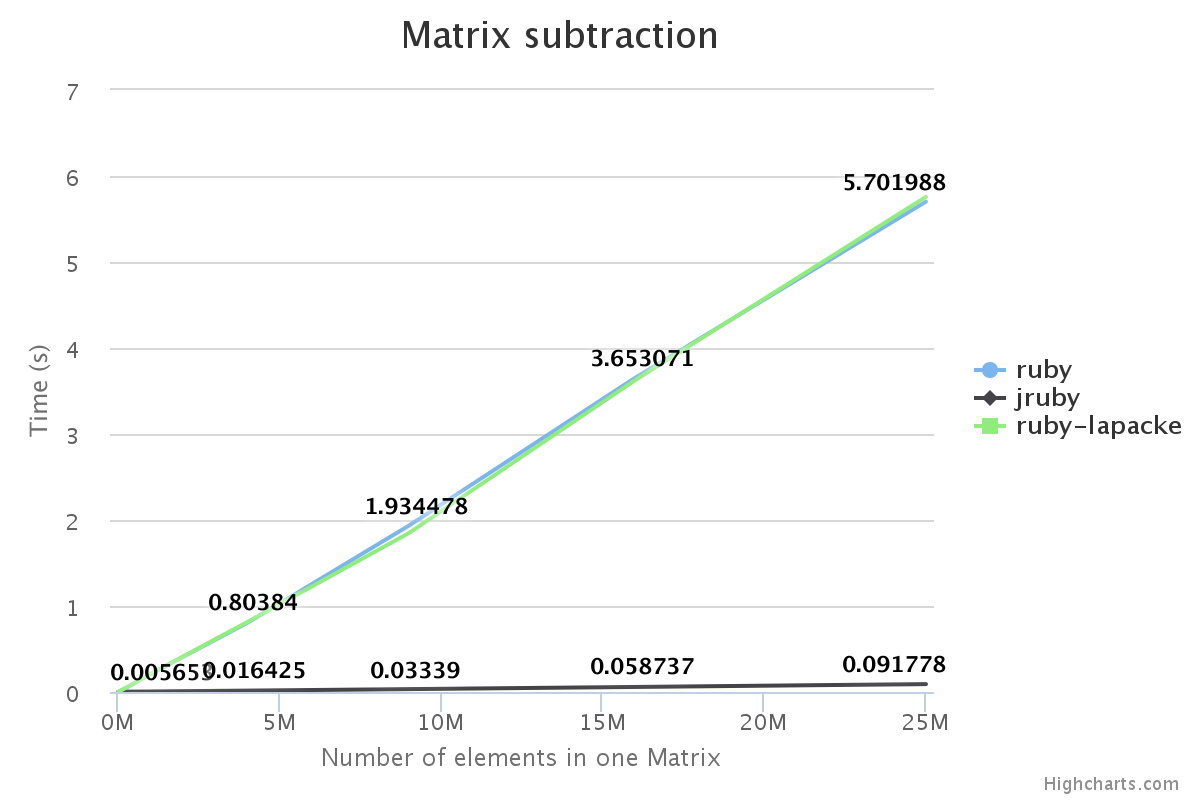 Matrix subtraction
7
6
5
4
3
2
1
0
Time (s)
5.701988
3.653071
1.934478
0.80384
0.005653
0.016425
0.03339
0.058737
0.091778
0M
5M
10M
15M
20M
25M
Number of elements in one Matrix
ruby
jruby
ruby-lapacke
Highcharts.com